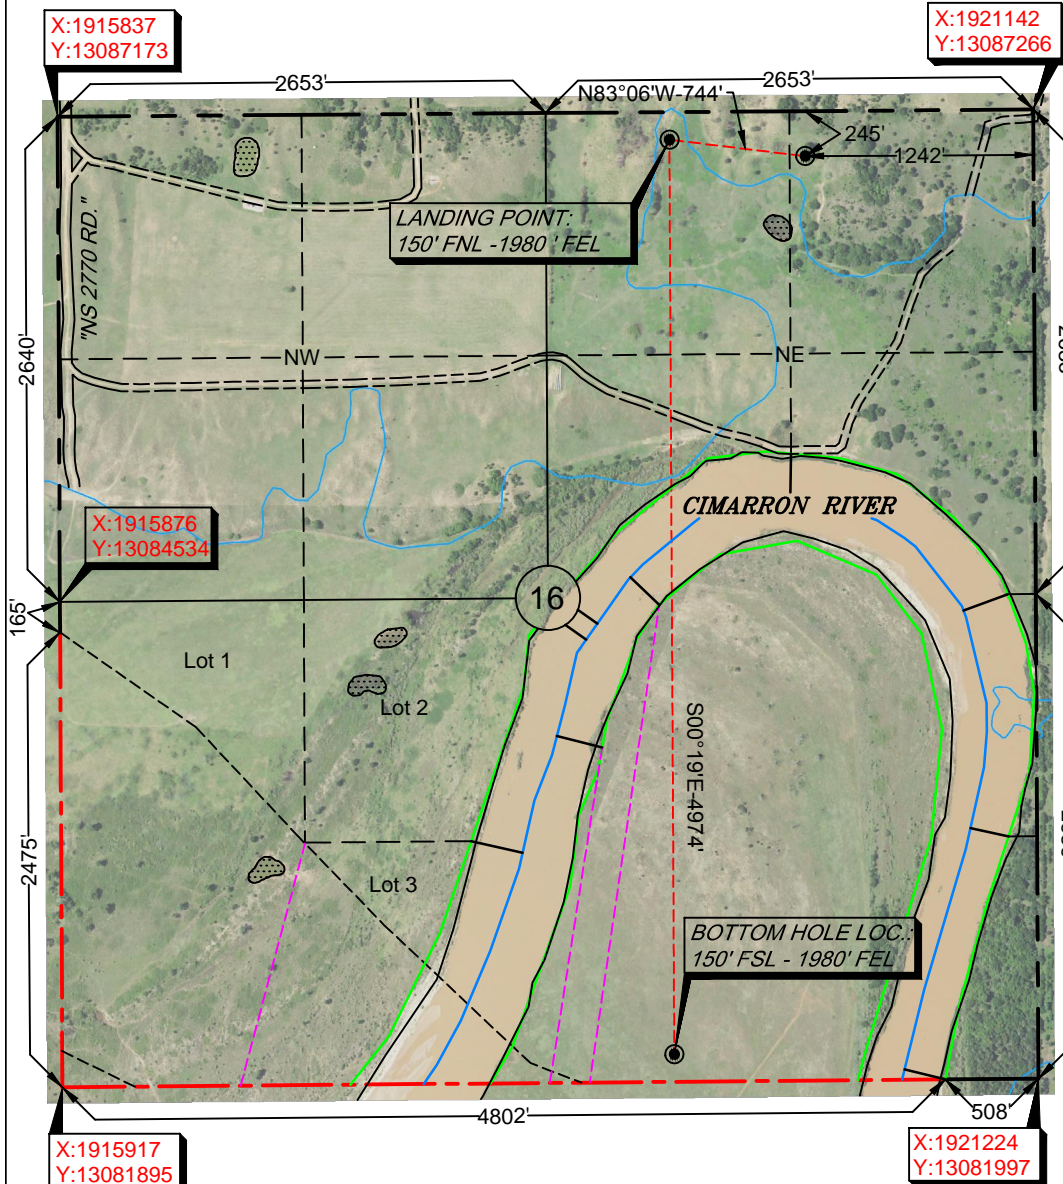 X:1915837
Y:13087173
X:1921142
Y:13087266
2653'
2653'
N83°06'W-744'
245'
1242'
LANDING POINT:
150' FNL -1980 ' FEL
"NS 2770 RD."
2640'
NW
NE
CIMARRON RIVER
X:1915876
Y:13084534
16
165'
Lot 1
Lot 2
S00°19'E-4974'
2475'
Lot 3
BOTTOM HOLE LOC.:
150' FSL - 1980' FEL
4802'
508'
X:1915917
Y:13081895
X:1921224
Y:13081997